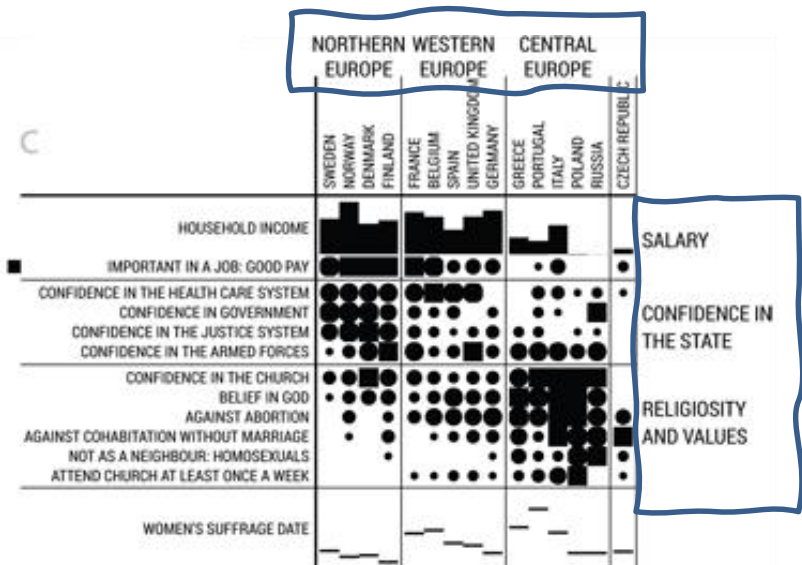 NORTHERN WESTERN CENTRAL
EUROPE EUROPE EUROPE
C
SWEDEN
NORWAY
DENMARK
FINLAND
FRANCE
BELGIUM
SPAIN
UNITED KINGDOM
GERMANY
GREECE
PORTUGAL
ITALY
POLAND
RUSSIA
CZECH REPUBLIC
HOUSEHOLD INCOME
SALARY
IMPORTANT IN A JOB: GOOD PAY
CONFIDENCE IN THE HEALTH CARE SYSTEM
CONFIDENCE IN GOVERNMENT
CONFIDENCE IN THE JUSTICE SYSTEM
CONFIDENCE IN THE ARMED FORCES
CONFIDENCE IN
THE STATE
CONFIDENCE IN THE CHURCH
BELIEF IN GOD
AGAINST ABORTION
AGAINST COHABITATION WITHOUT MARRIAGE
NOT AS A NEIGHBOUR: HOMOSEXUALS
ATTEND CHURCH AT LEAST ONCE A WEEK
RELIGIOSITY
AND VALUES
WOMEN'S SUFFRAGE DATE